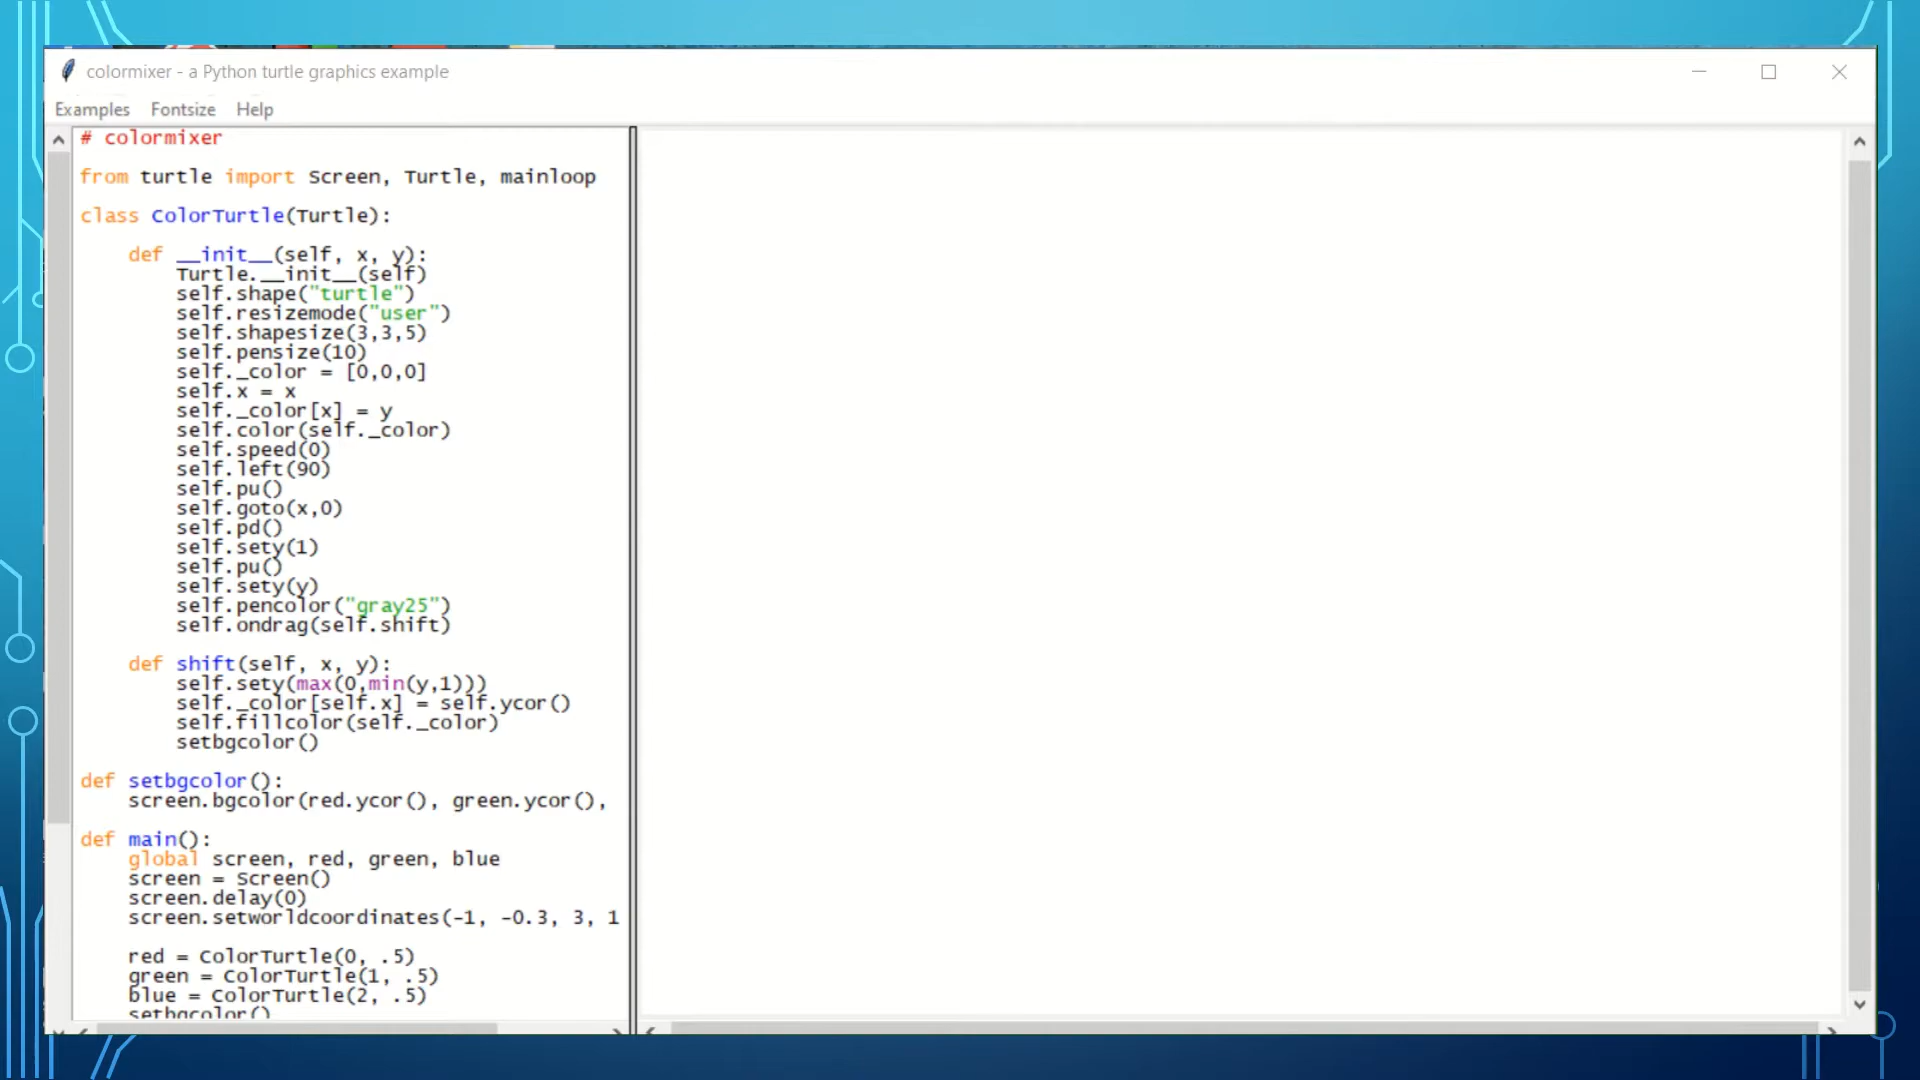 colormixer - a Python turtle graphics example
Examples Fontsize Help
# colormixer
from turtle import Screen, Turtle, mainloop
class ColorTurtle(Turtle):
def __init__(self, x, y):
Turtle.__init__(self)
self.shape("turtle")
self.resizemode("user")
self.shapesize(3,3,5)
self.pensize(10)
self._color = [0,0,0]
self.x = x
self._color[x] = y
self.color(self._color)
self.speed(0)
self.left(90)
self.pu()
self.goto(x,0)
self.pd()
self.sety(1)
self.pu()
self.sety(y)
self.pencolor("gray25")
self.ondrag(self.shift)
def shift(self, x, y):
self.sety(max(0,min(y,1)))
self._color[self.x] = self.ycor()
self.fillcolor(self._color)
setbgcolor()
def setbgcolor():
screen.bgcolor(red.ycor(), green.ycor(),
def main():
global screen, red, green, blue
screen = Screen()
screen.delay(0)
screen.setworldcoordinates(-1, -0.3, 3, 1
red = ColorTurtle(0, .5)
green = ColorTurtle(1, .5)
blue = ColorTurtle(2, .5)
setbgcolor()